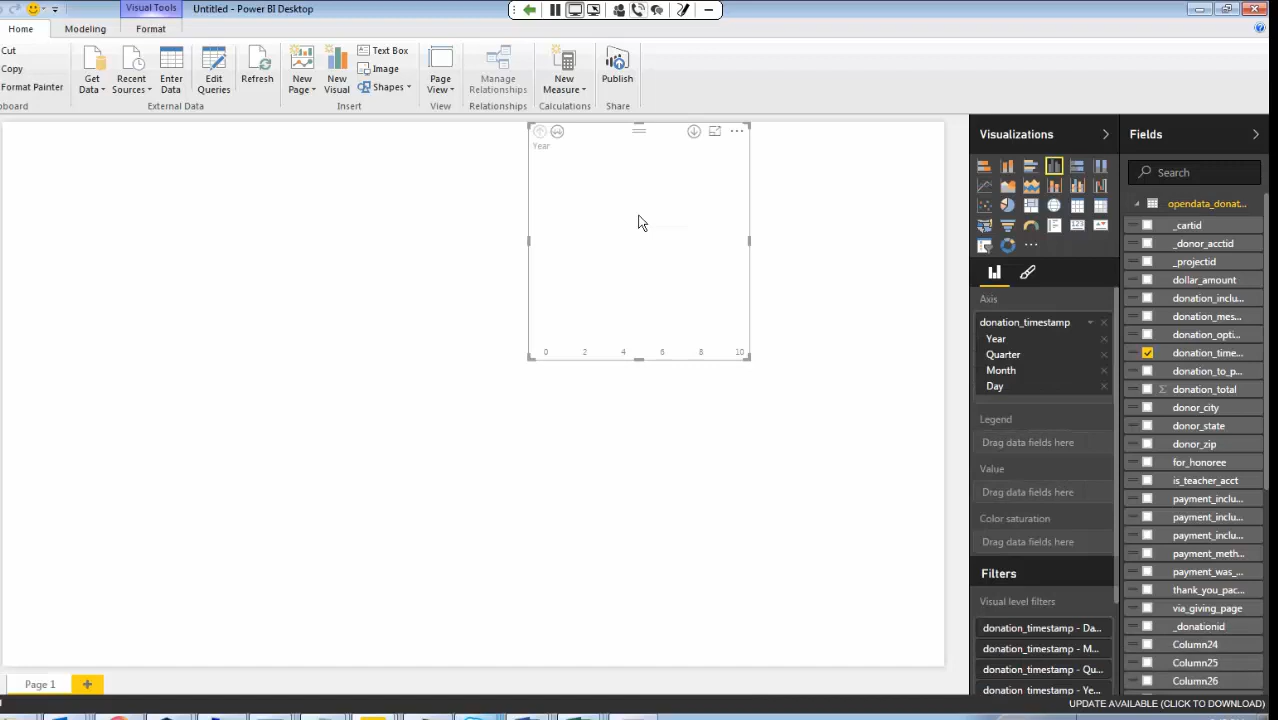 Visual Tools
Untitled - Power BI Desktop
Home
Modeling
Format
Cut
Copy
Format Painter
board
Get Data
Recent Sources
Enter Data
Edit Queries
Refresh
External Data
New Page
New Visual
Text Box
Image
Shapes
Insert
Page View
View
Manage Relationships
Relationships
New Measure
Calculations
Publish
Share
Year
0 2 4 6 8 10
Visualizations
Axis
donation_timestamp
Year
Quarter
Month
Day
Legend
Drag data fields here
Value
Drag data fields here
Color saturation
Drag data fields here
Filters
Visual level filters
donation_timestamp - Da...
donation_timestamp - M...
donation_timestamp - Qu...
donation_timestamp - Ye...
Fields
Search
opendata_donat...
_cartid
_donor_acctid
_projectid
dollar_amount
donation_inclu...
donation_mes...
donation_opti...
donation_time...
donation_to_p...
donation_total
donor_city
donor_state
donor_zip
for_honoree
is_teacher_acct
payment_inclu...
payment_inclu...
payment_inclu...
payment_meth...
payment_was_...
thank_you_pac...
via_giving_page
_donationid
Column24
Column25
Column26
Page 1
UPDATE AVAILABLE (CLICK TO DOWNLOAD)